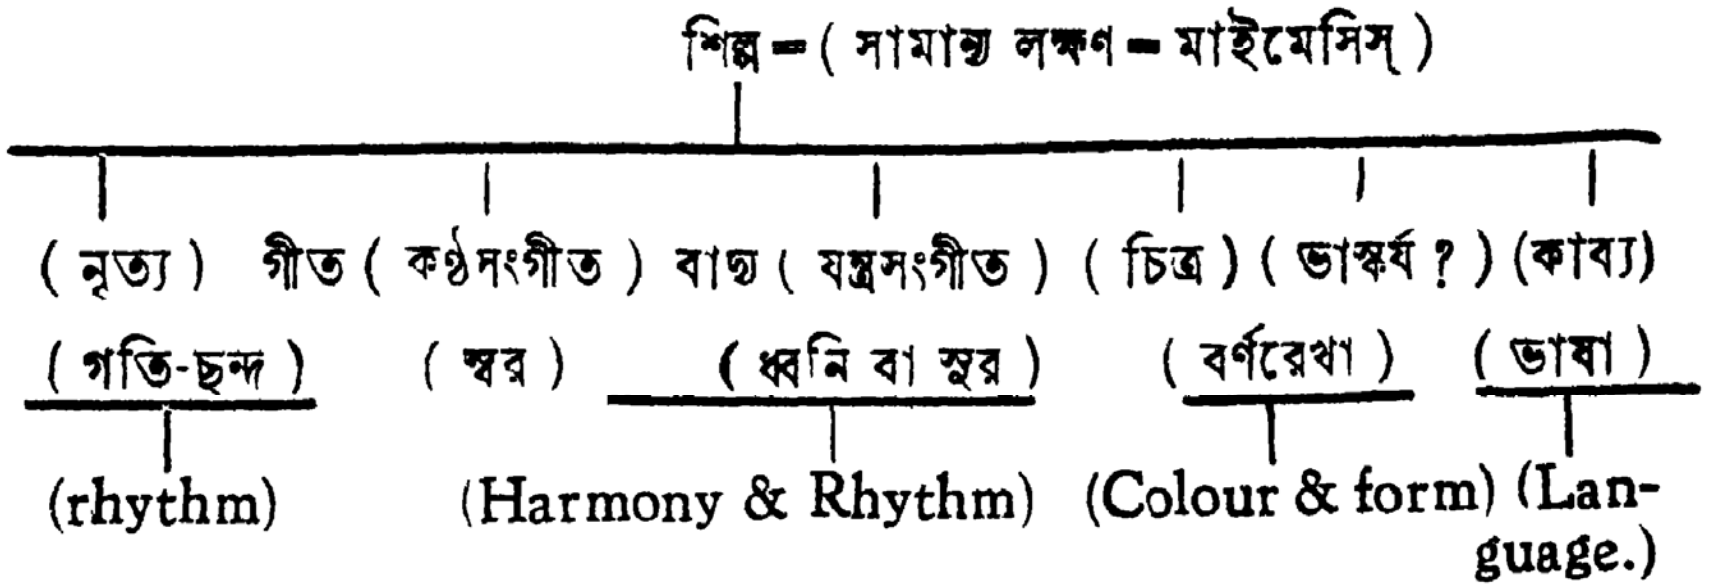 শিল্প = ( সামান্য লক্ষণ = মাইমেসিস্ )
( নৃত্য ) গীত ( কণ্ঠসংগীত ) বাদ্য ( যন্ত্রসংগীত ) ( চিত্র ) ( ভাস্কর্য ? ) (কাব্য)
( গতি-ছন্দ ) ( স্বর ) ( ধ্বনি বা সুর ) ( বর্ণরেখা ) ( ভাষা )
(rhythm) (Harmony & Rhythm) (Colour & form) (Lan-
guage.)